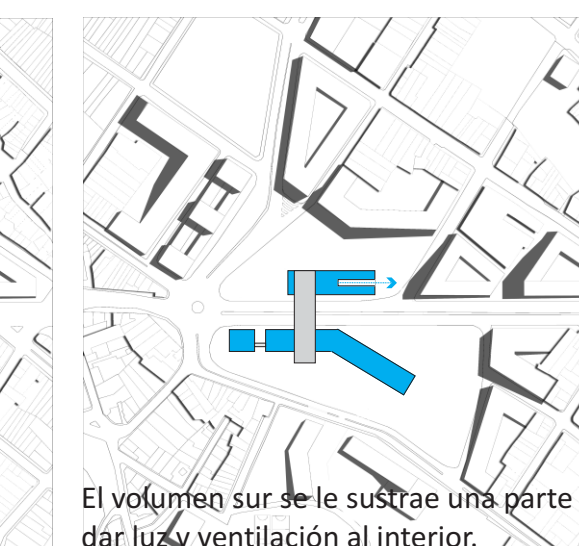 El volumen sur se le sustrae una parte
dar luz y ventilación al interior.